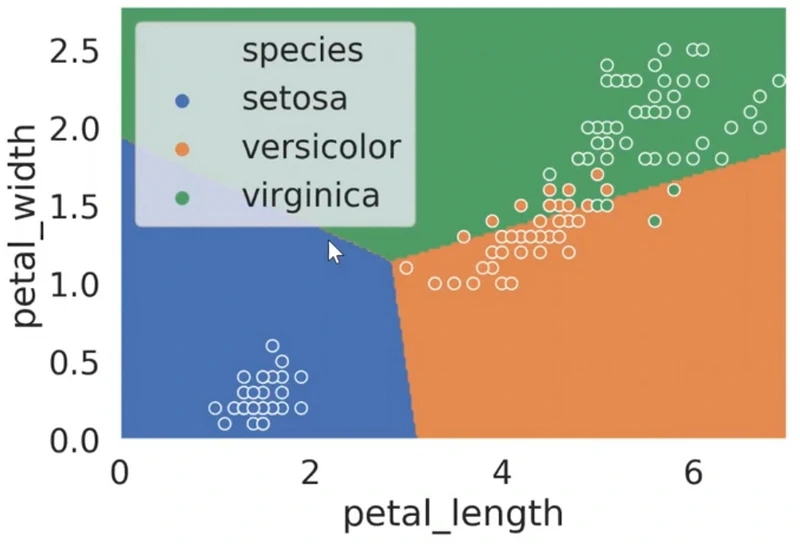 2.5
2.0
1.5
1.0
0.5
0.0
petal_width
species
setosa
versicolor
virginica
0 2 4 6
petal_length